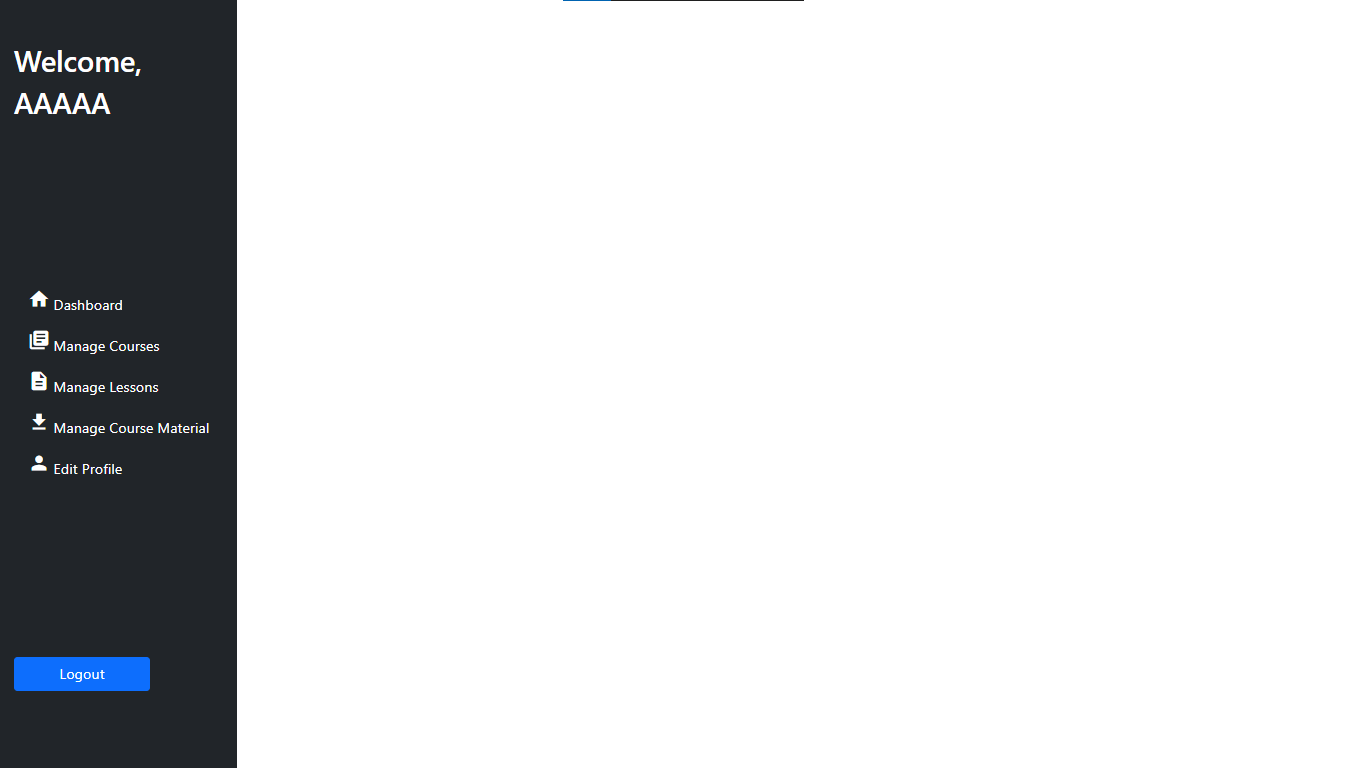 Welcome,
AAAAA
Dashboard
Manage Courses
Manage Lessons
Manage Course Material
Edit Profile
Logout